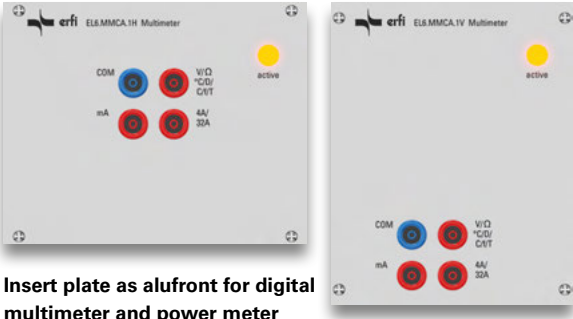 erfi EL6.MMCA.1H Multimeter
active
COM
V/Ω
°C/D/
C/f/T
mA
4A/
32A
erfi EL6.MMCA.1V Multimeter
active
COM
V/Ω
°C/D/
C/f/T
mA
4A/
32A
Insert plate as alufront for digital
multimeter and power meter